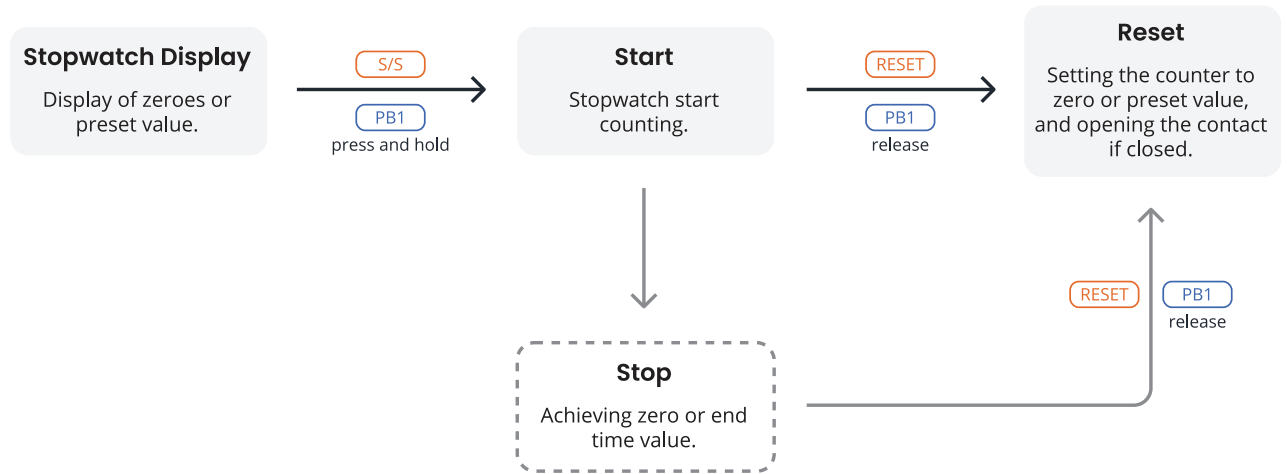 Stopwatch Display
Display of zeroes or
preset value.
S/S
PB1
press and hold
Start
Stopwatch start
counting.
RESET
PB1
release
Reset
Setting the counter to
zero or preset value,
and opening the contact
if closed.
RESET
PB1
release
Stop
Achieving zero or end
time value.